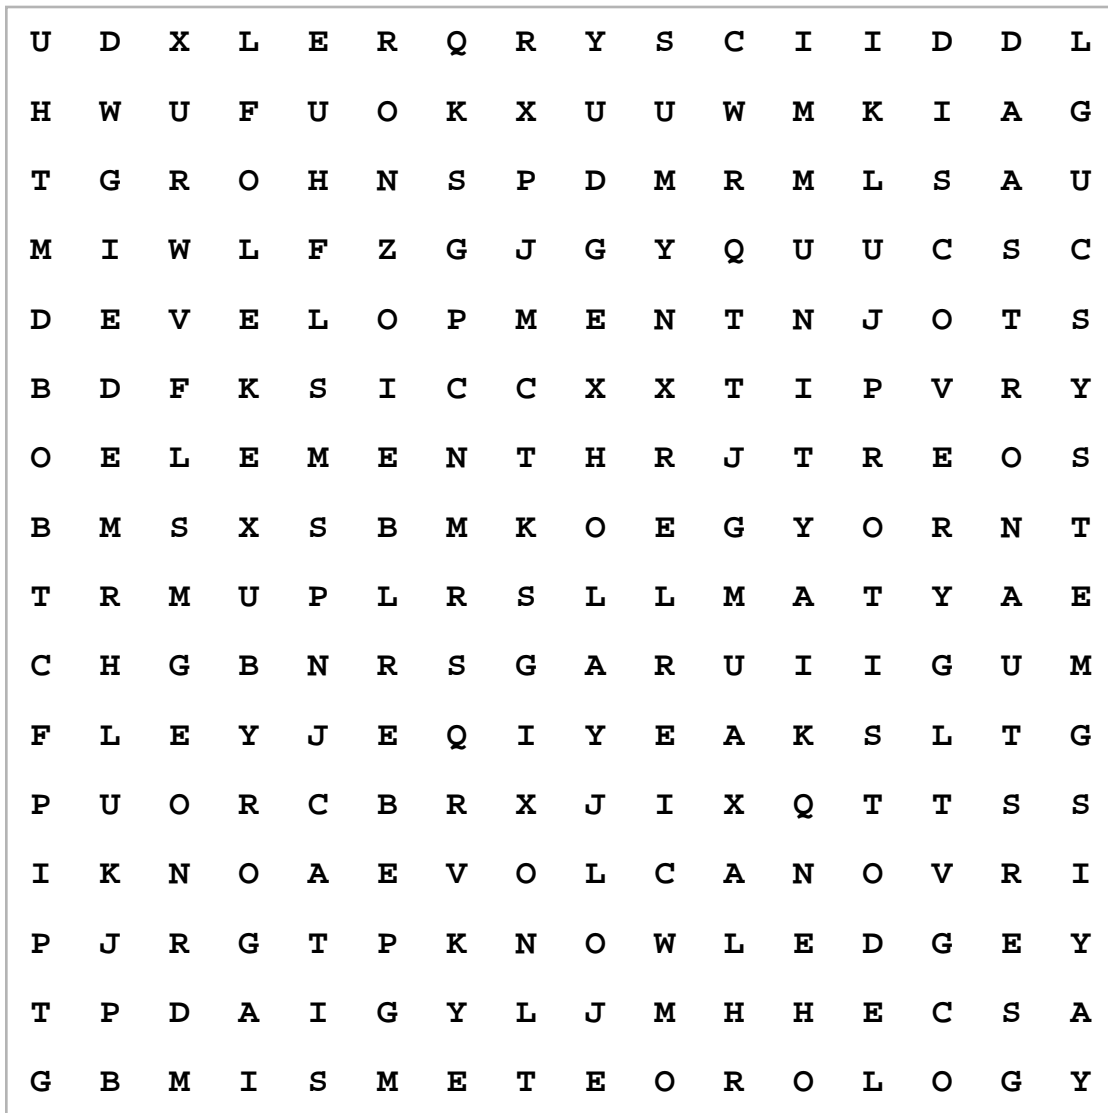 U D X L E R Q R Y S C I I D D L
H W U F U O K X U U W M K I A G
T G R O H N S P D M R M L S A U
M I W L F Z G J G Y Q U U C S C
D E V E L O P M E N T N J O T S
B D F K S I C C X X T I P V R Y
O E L E M E N T H R J T R E O S
B M S X S B M K O E G Y O R N T
T R M U P L R S L L M A T Y A E
C H G B N R S G A R U I I G U M
F L E Y J E Q I Y E A K S L T G
P U O R C B R X J I X Q T T S S
I K N O A E V O L C A N O V R I
P J R G T P K N O W L E D G E Y
T P D A I G Y L J M H H E C S A
G B M I S M E T E O R O L O G Y